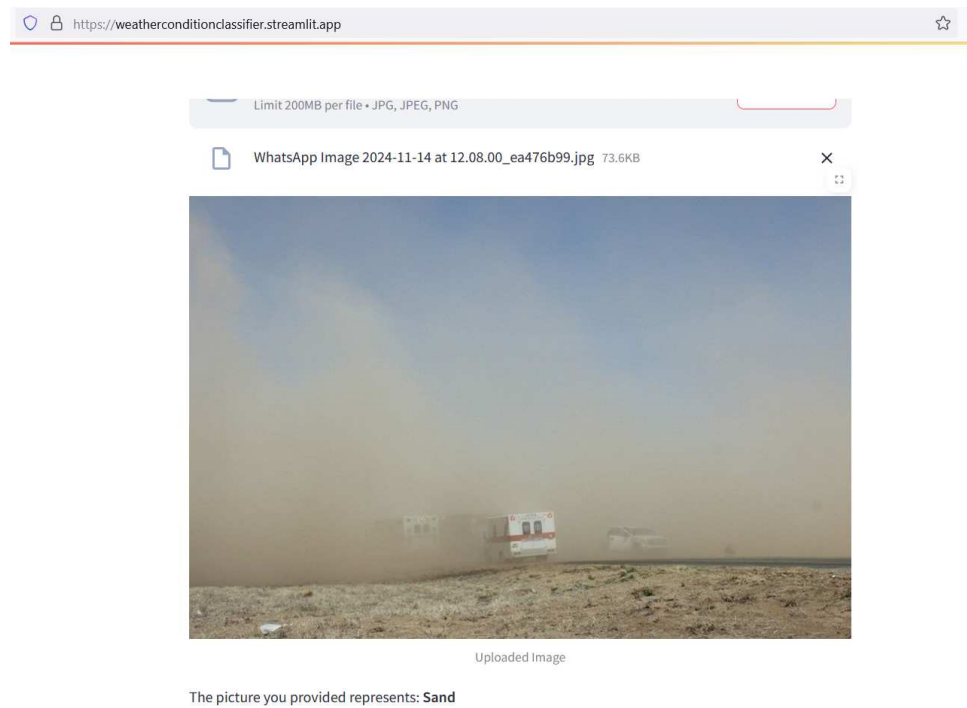 https://weatherconditionclassifier.streamlit.app
Limit 200MB per file • JPG, JPEG, PNG
WhatsApp Image 2024-11-14 at 12.08.00_ea476b99.jpg 73.6KB
Uploaded Image
The picture you provided represents: Sand